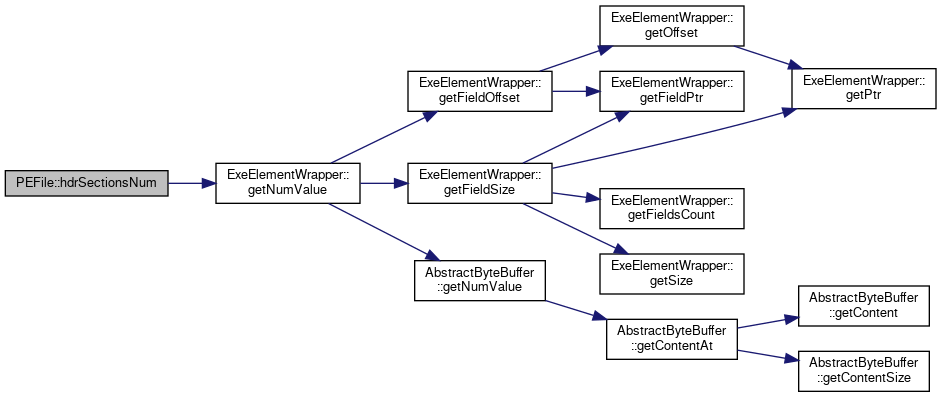 PEFile::hdrSectionsNum
ExeElementWrapper::
getNumValue
ExeElementWrapper::
getFieldOffset
ExeElementWrapper::
getFieldSize
AbstractByteBuffer
::getNumValue
ExeElementWrapper::
getOffset
ExeElementWrapper::
getFieldPtr
ExeElementWrapper::
getFieldsCount
ExeElementWrapper::
getSize
AbstractByteBuffer
::getContentAt
ExeElementWrapper::
getPtr
AbstractByteBuffer
::getContent
AbstractByteBuffer
::getContentSize